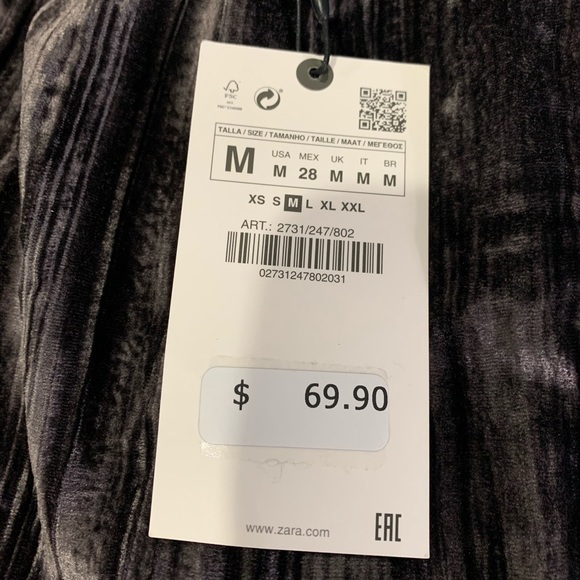 FSC
TALLA / SIZE / TAMANHO / TAILLE / MAAT / ΜΕΓΕΘΟΣ
M
USA MEX UK IT BR
M 28 M M M
XS S M L XL XXL
ART.: 2731/247/802
02731247802031
$ 69.90
www.zara.com
EAC